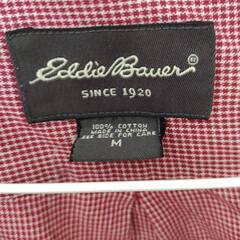 Eddie Bauer
®
SINCE 1920
100% COTTON
MADE IN CHINA
SEE SIDE FOR CARE
M